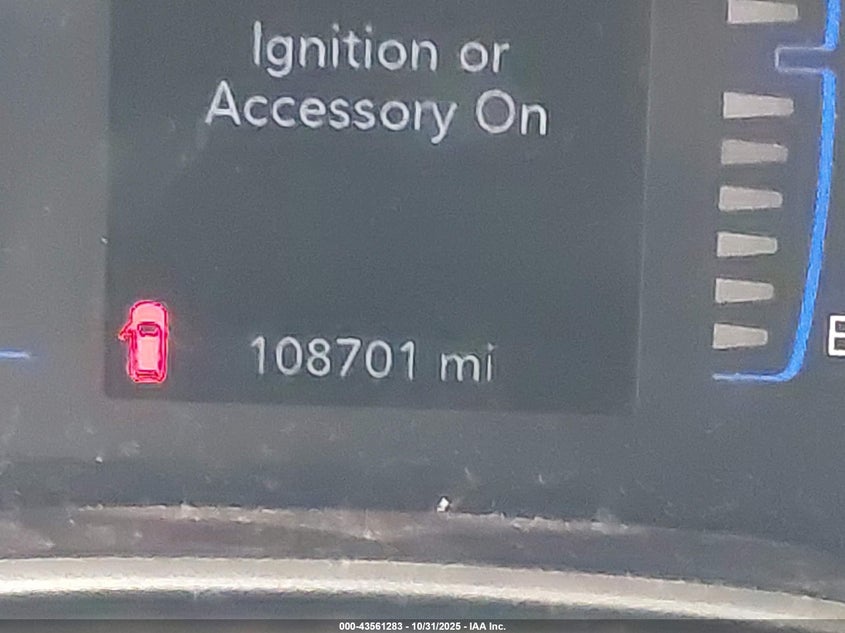 Ignition or
Accessory On
108701 mi
E
000-43561283 - 10/31/2025 - IAA Inc.